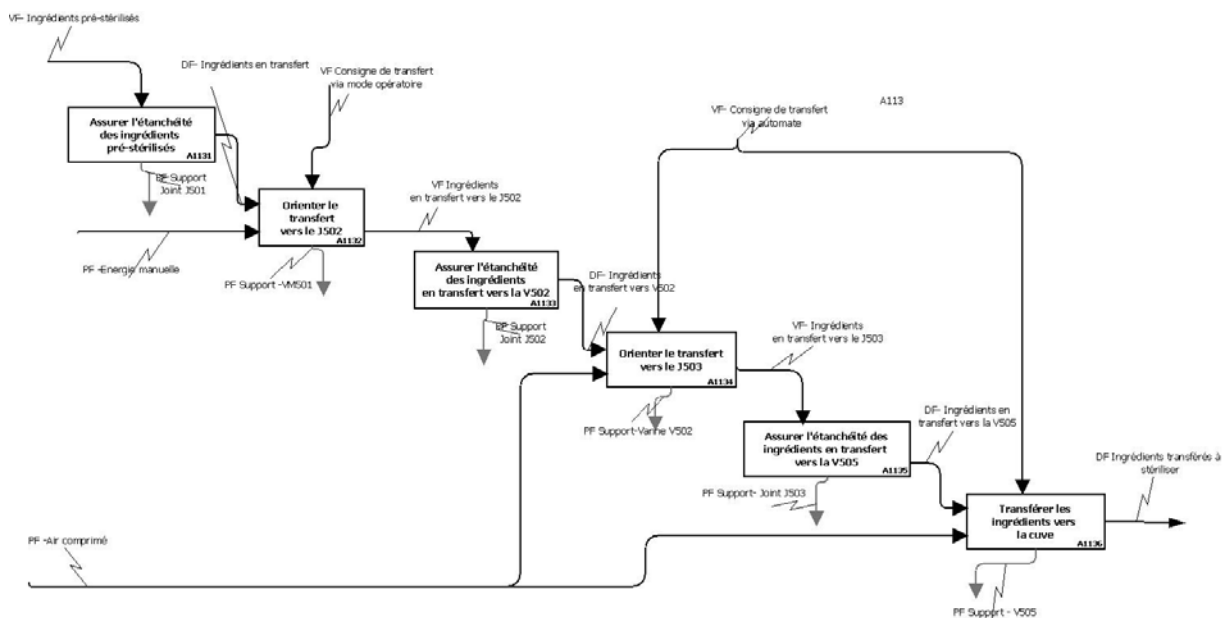 VF- Ingrédients pré-stérilisés
DF- Ingrédients en transfert
VF Consigne de transfert
via mode opératoire
A113
VF- Consigne de transfert
via automate
Assurer l'étanchéité
des ingrédients
pré-stérilisés
A1131
PF Support
Joint J501
Orienter le
transfert
vers le J502
A1132
VF Ingrédients
en transfert vers le J502
PF -Energie manuelle
PF Support -VM501
Assurer l'étanchéité
des ingrédients
en transfert vers la V502
A1133
DF- Ingrédients
en transfert vers V502
PF Support
Joint J502
VF- Ingrédients
en transfert vers le J503
Orienter le transfert
vers le J503
A1134
PF Support-Vanne V502
DF- Ingrédients en
transfert vers la V505
Assurer l'étanchéité des
ingrédients en transfert
vers la V505
A1135
DF Ingrédients transférés à
stériliser
PF Support- Joint J503
Transférer les
ingrédients vers
la cuve
A1136
PF -Air comprimé
PF Support - V505